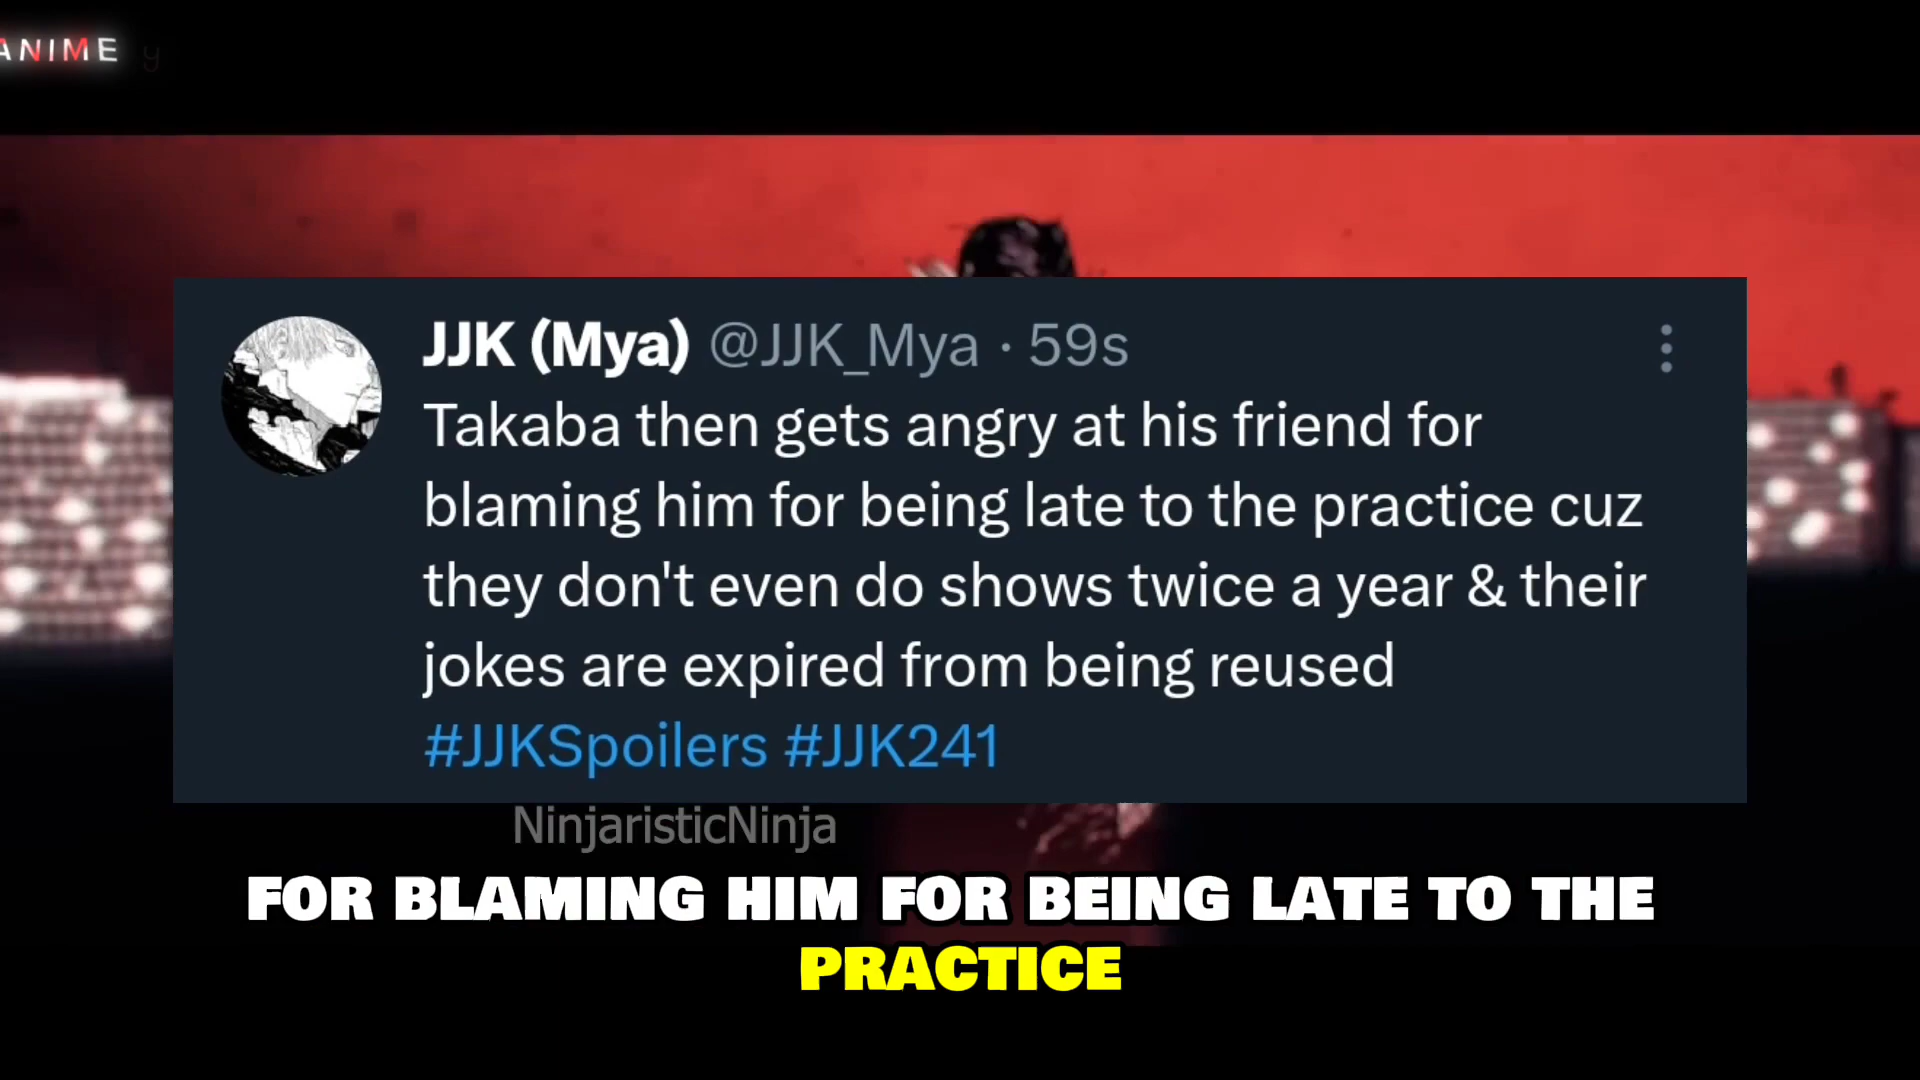 ANIME y
JJK (Mya) @JJK_Mya · 59s
Takaba then gets angry at his friend for
blaming him for being late to the practice cuz
they don't even do shows twice a year & their
jokes are expired from being reused
#JJKSpoilers #JJK241
NinjaristicNinja
FOR BLAMING HIM FOR BEING LATE TO THE
PRACTICE